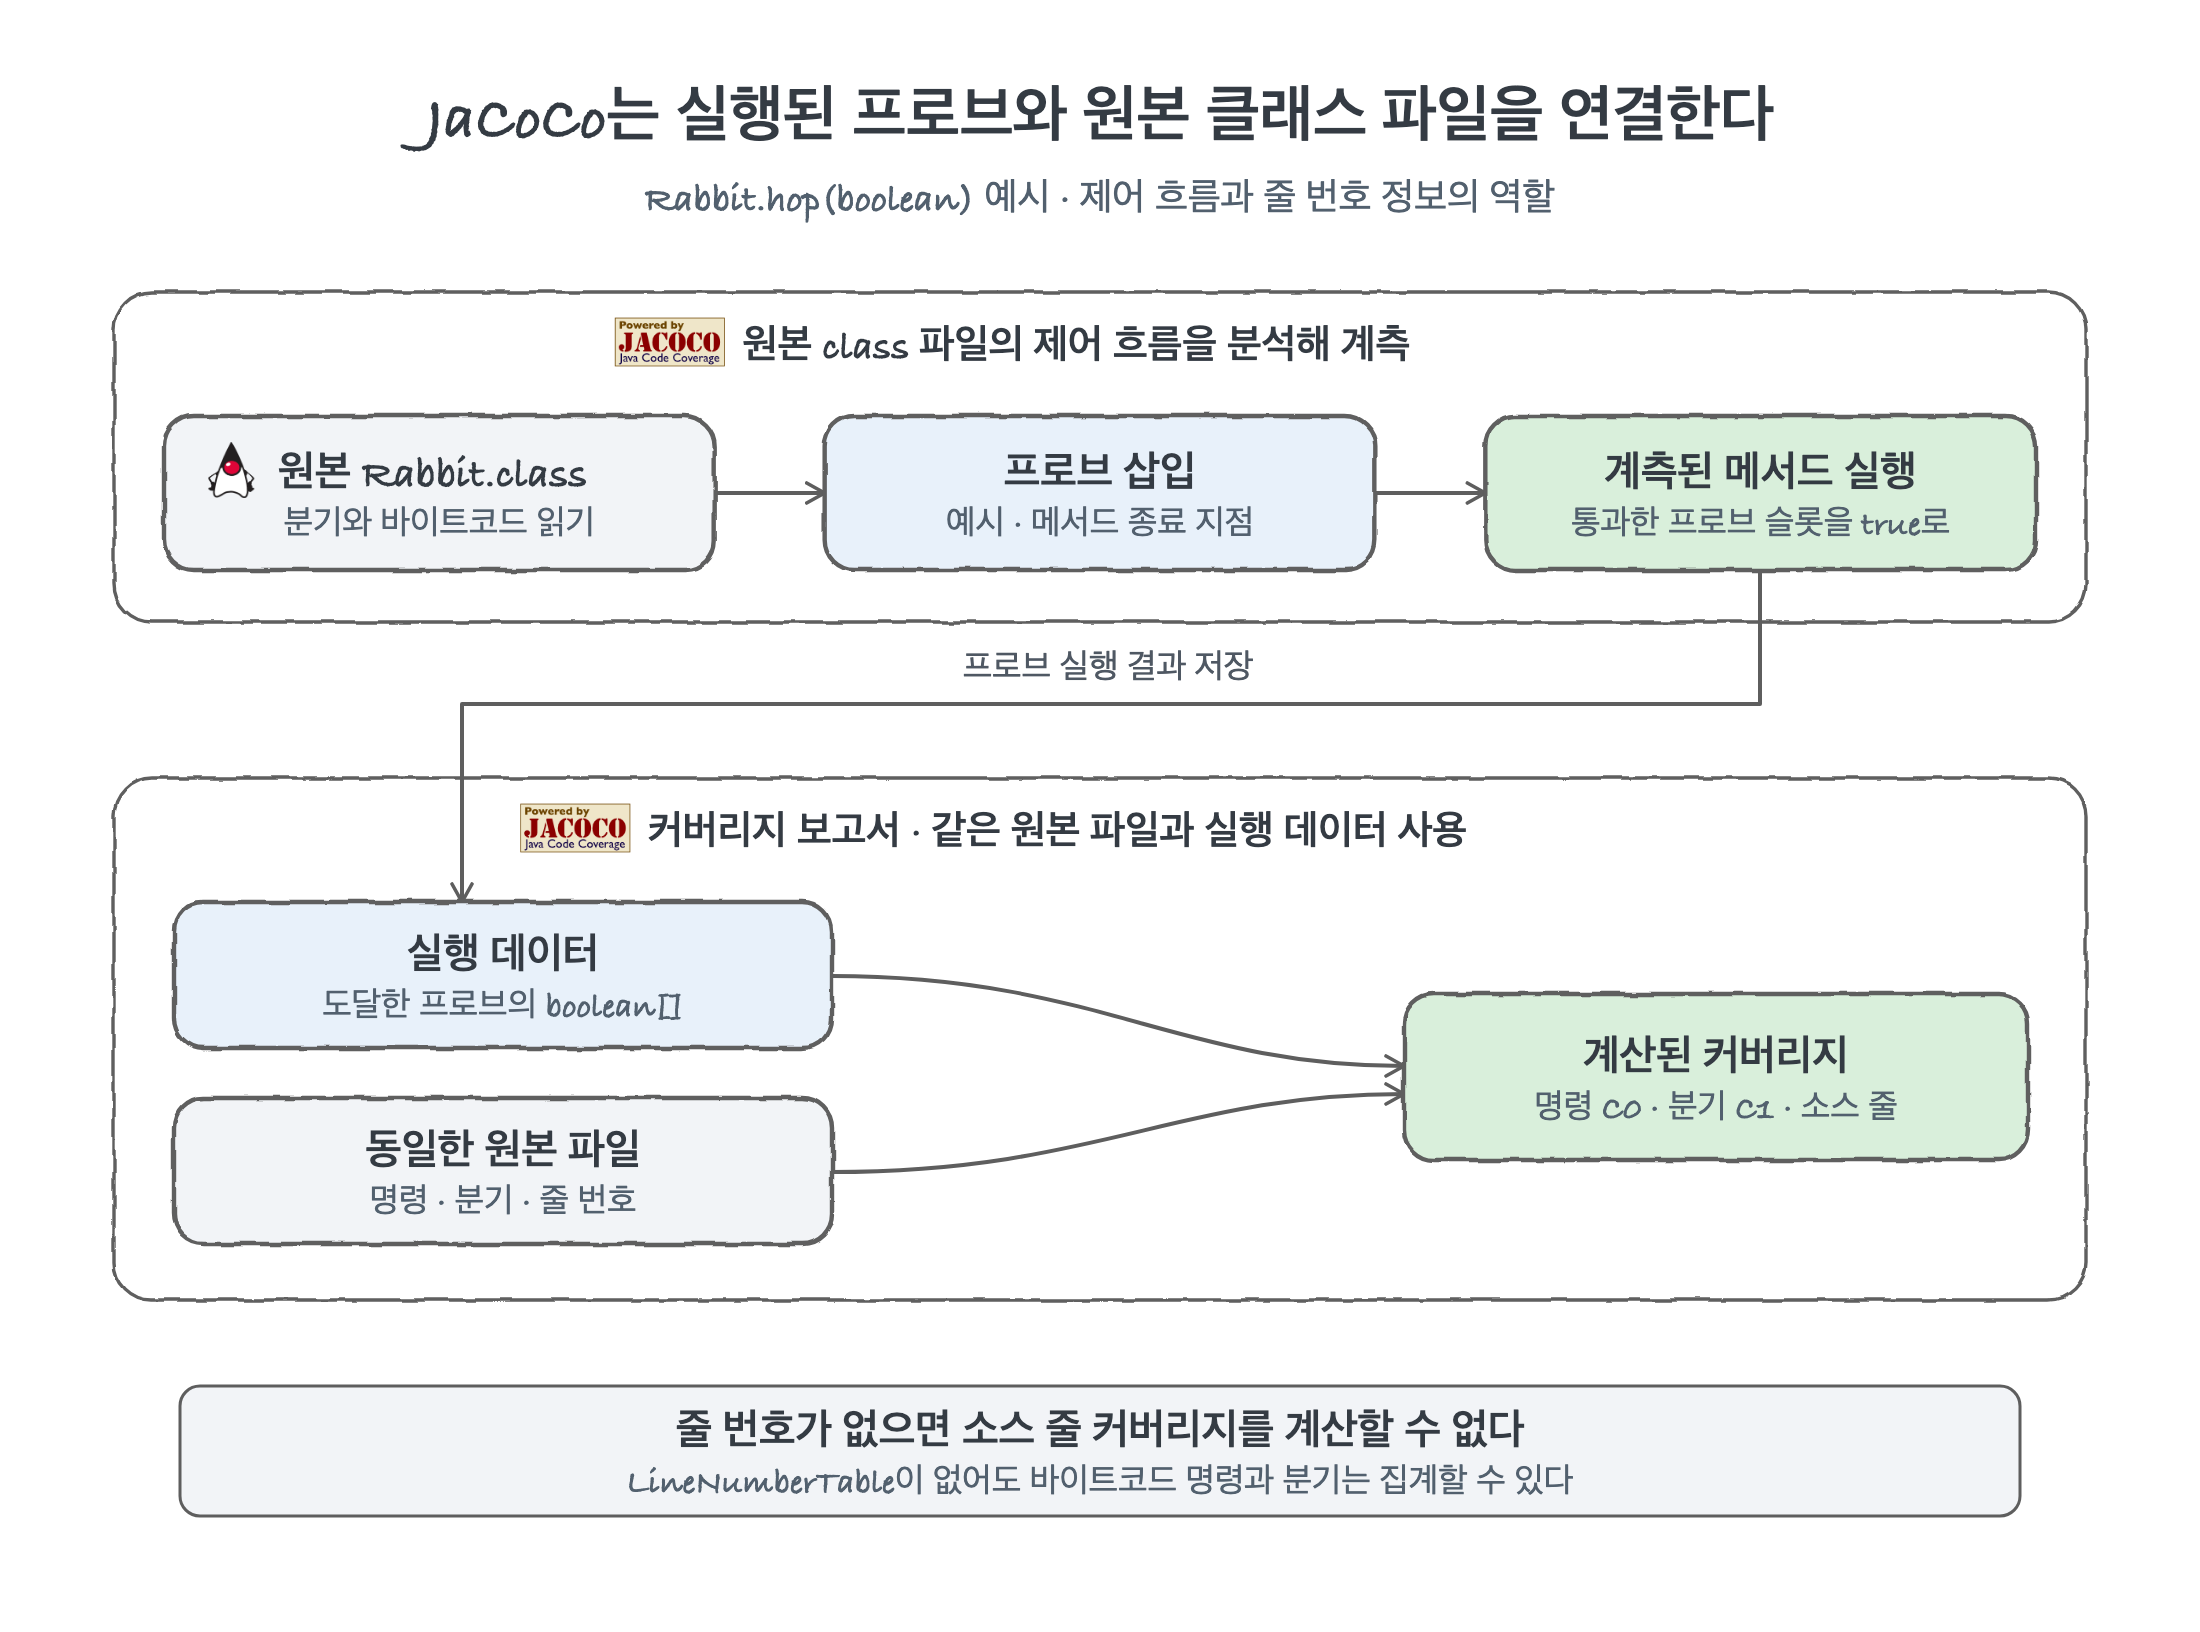 JaCoCo는 실행된 프로브와 원본 클래스 파일을 연결한다
Rabbit.hop(boolean) 예시 · 제어 흐름과 줄 번호 정보의 역할
Powered by
JACOCO
Java Code Coverage
원본 class 파일의 제어 흐름을 분석해 계측
원본 Rabbit.class
분기와 바이트코드 읽기
프로브 삽입
예시 · 메서드 종료 지점
계측된 메서드 실행
통과한 프로브 슬롯을 true로
프로브 실행 결과 저장
Powered by
JACOCO
Java Code Coverage
커버리지 보고서 · 같은 원본 파일과 실행 데이터 사용
실행 데이터
도달한 프로브의 boolean[]
동일한 원본 파일
명령 · 분기 · 줄 번호
계산된 커버리지
명령 C0 · 분기 C1 · 소스 줄
줄 번호가 없으면 소스 줄 커버리지를 계산할 수 없다
LineNumberTable이 없어도 바이트코드 명령과 분기는 집계할 수 있다